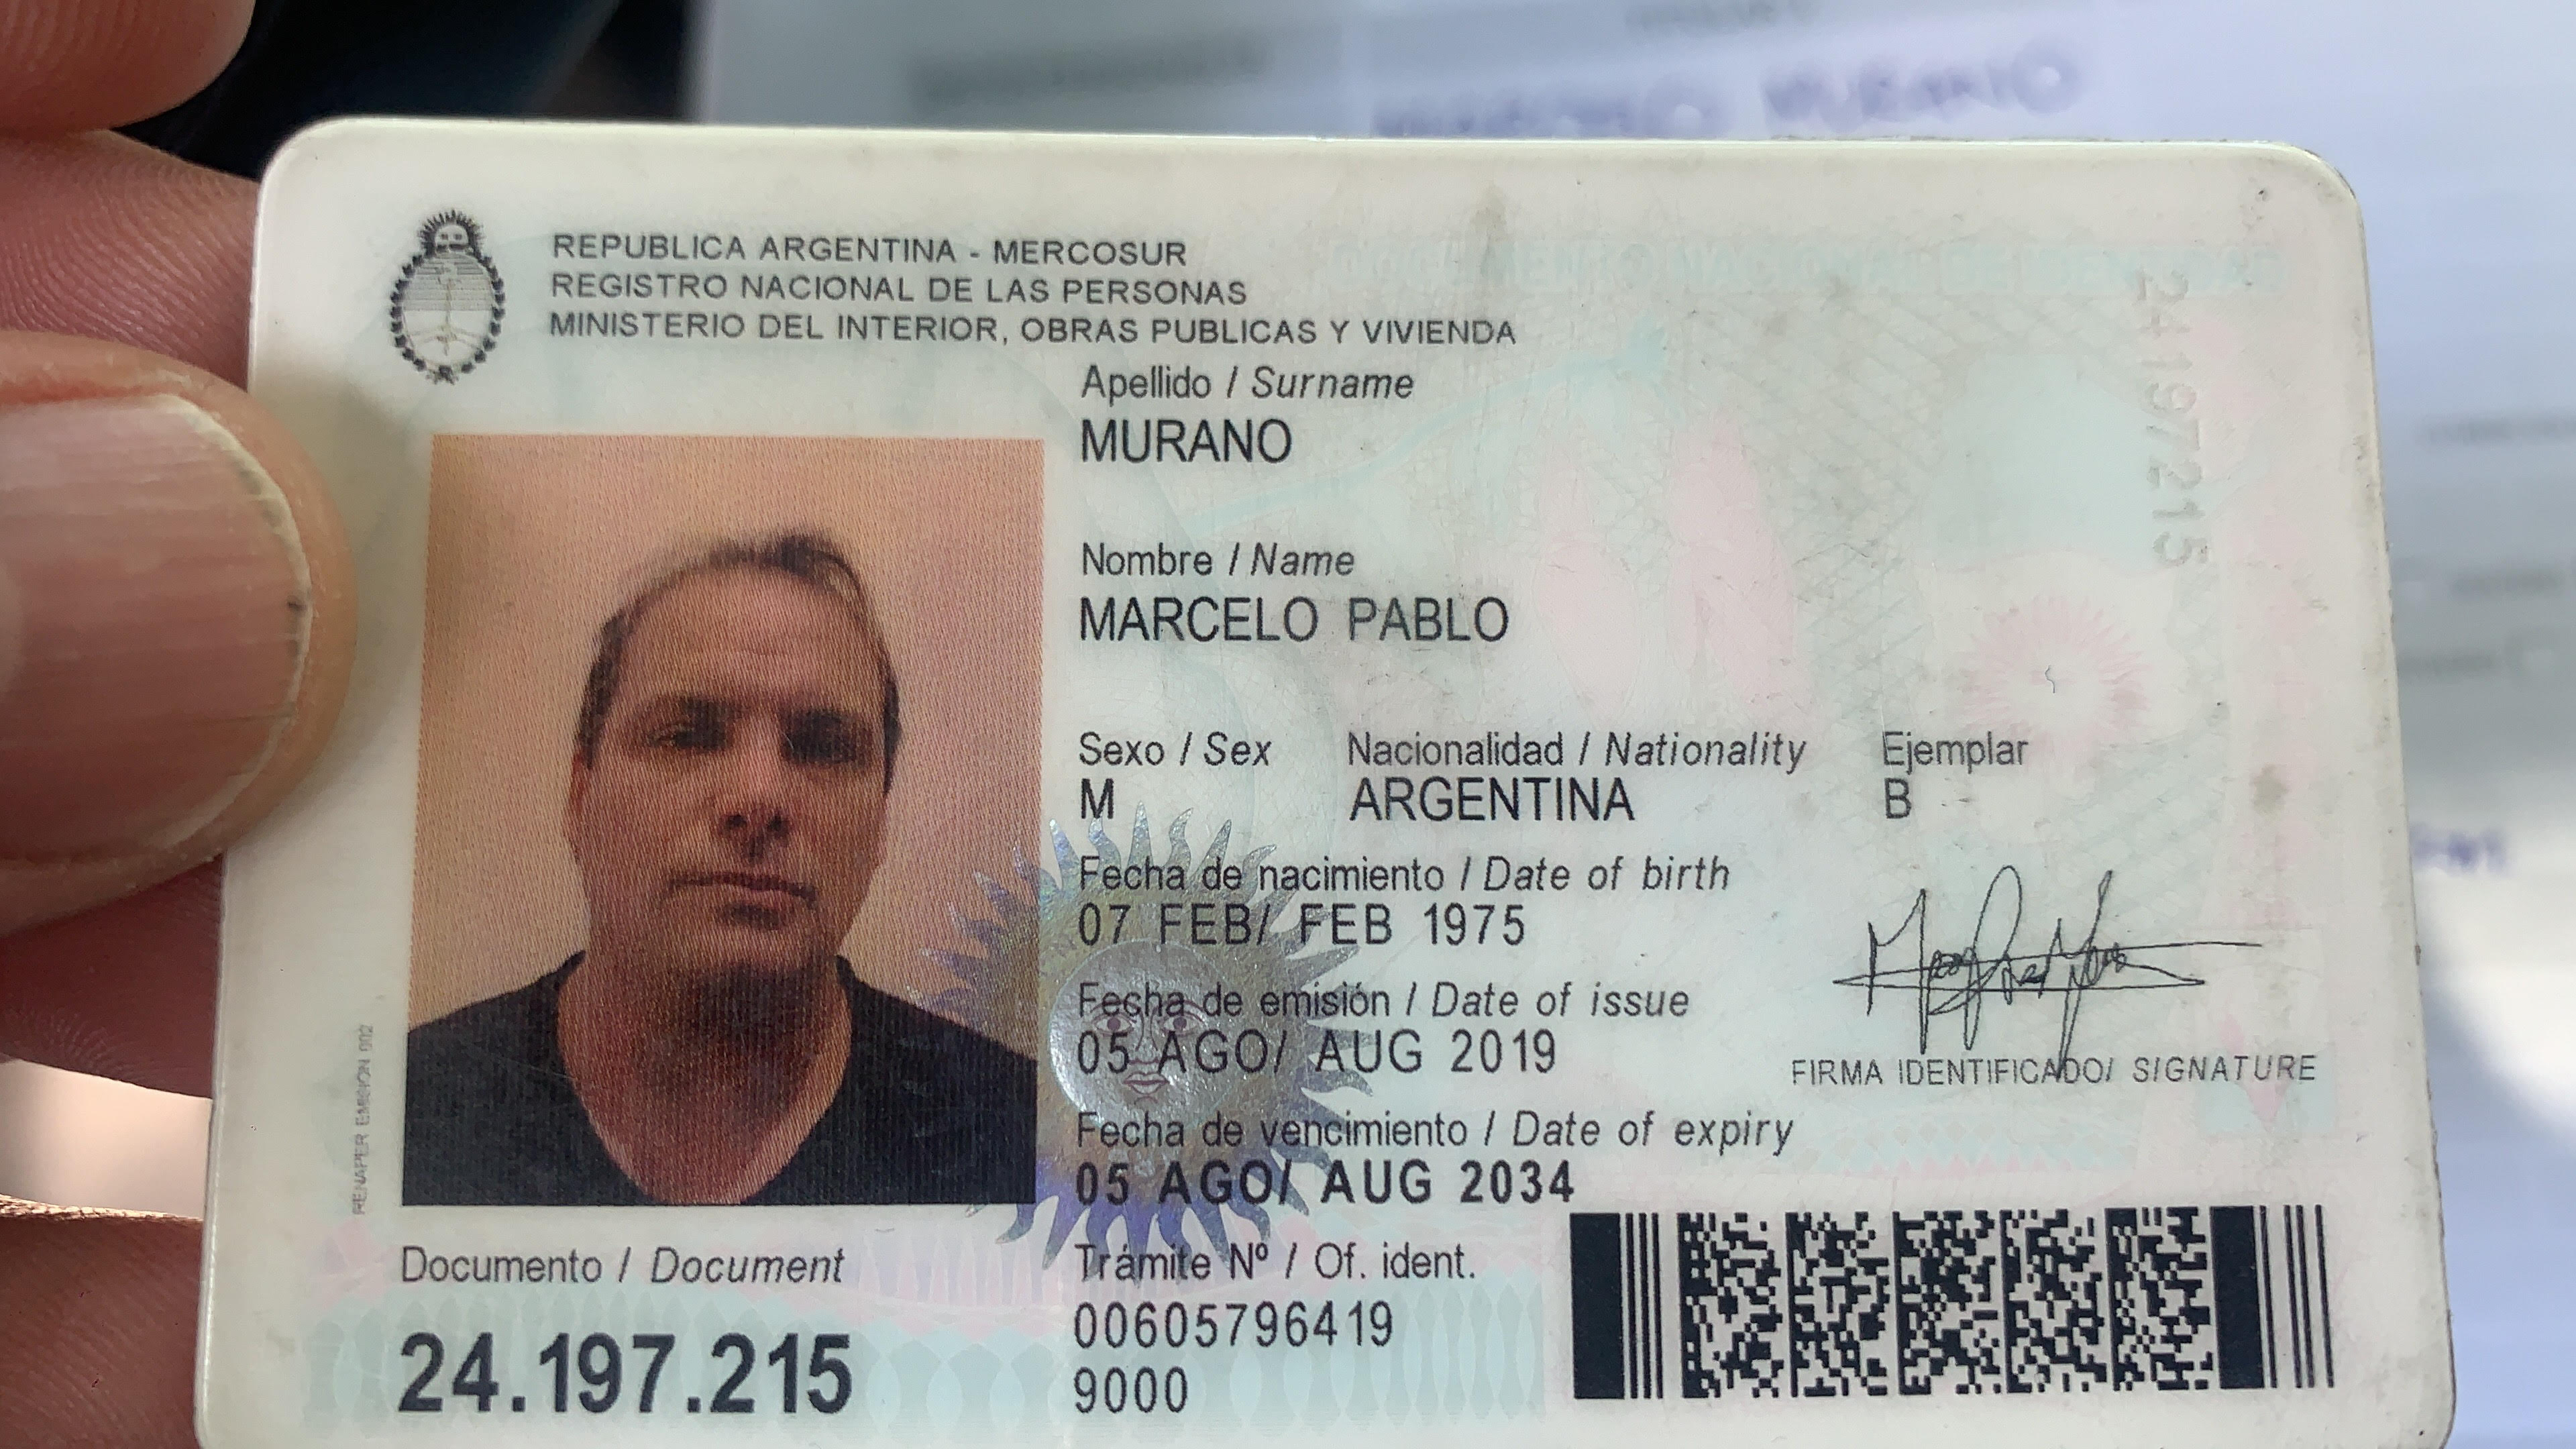 REPUBLICA ARGENTINA - MERCOSUR
REGISTRO NACIONAL DE LAS PERSONAS
MINISTERIO DEL INTERIOR, OBRAS PUBLICAS Y VIVIENDA
Apellido / Surname
MURANO
Nombre / Name
MARCELO PABLO
Sexo / Sex Nacionalidad / Nationality Ejemplar
M ARGENTINA B
Fecha de nacimiento / Date of birth
07 FEB/ FEB 1975
Fecha de emisión / Date of issue
05 AGO/ AUG 2019
FIRMA IDENTIFICADO/ SIGNATURE
Fecha de vencimiento / Date of expiry
05 AGO/ AUG 2034
Documento / Document
24.197.215
Trámite Nº / Of. ident.
00605796419
9000
RENAPER EMISION 002
24197215